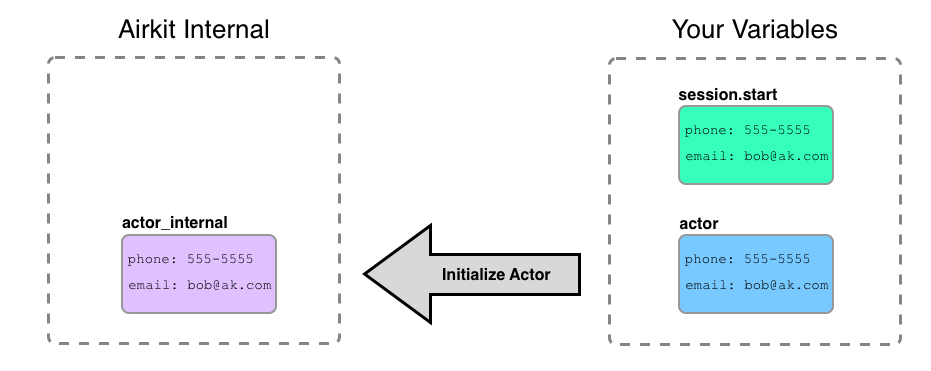 Airkit Internal
Your Variables
session.start
phone: 555-5555
email: bob@ak.com
actor_internal
phone: 555-5555
email: bob@ak.com
Initialize Actor
actor
phone: 555-5555
email: bob@ak.com